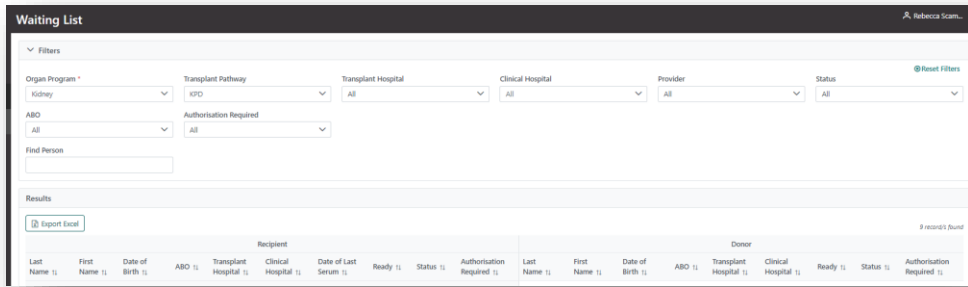 Waiting List
Rebecca Scam...
Filters
Reset Filters
Organ Program * Transplant Pathway Transplant Hospital Clinical Hospital Provider Status
Kidney KPD All All All All
ABO Authorisation Required
All All
Find Person
Results
Export Excel
9 record/s found
Recipient Donor
Last Name First Name Date of Birth ABO Transplant Hospital Clinical Hospital Date of Last Serum Ready Status Authorisation Required Last Name First Name Date of Birth ABO Transplant Hospital Clinical Hospital Ready Status Authorisation Required